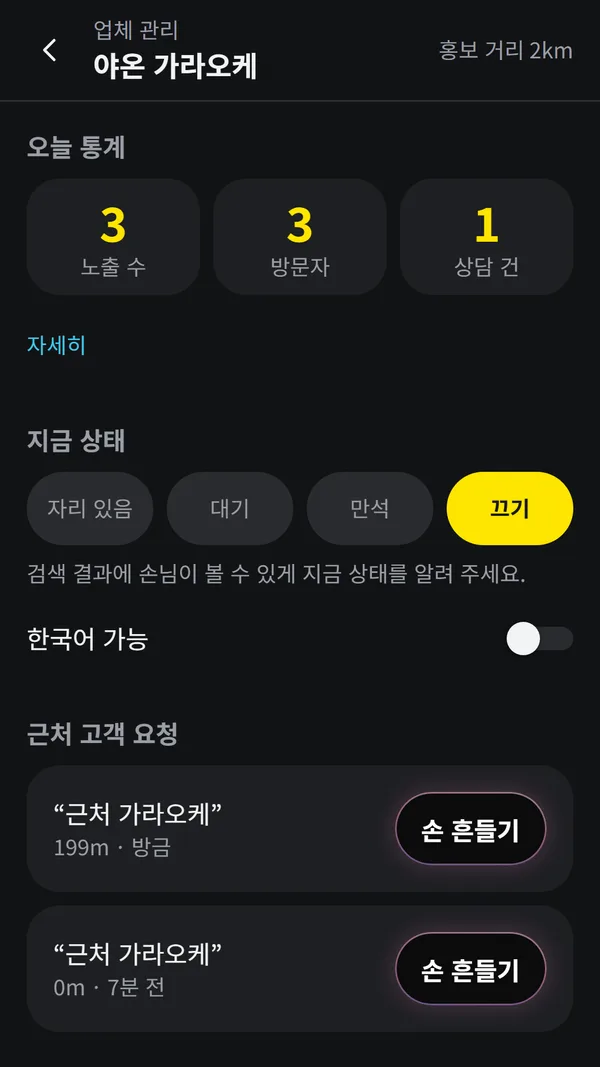 업체 관리
야온 가라오케
홍보 거리 2km
오늘 통계
3
노출 수
3
방문자
1
상담 건
자세히
지금 상태
자리 있음
대기
만석
끄기
검색 결과에 손님이 볼 수 있게 지금 상태를 알려 주세요.
한국어 가능
근처 고객 요청
“근처 가라오케”
199m · 방금
손 흔들기
“근처 가라오케”
0m · 7분 전
손 흔들기